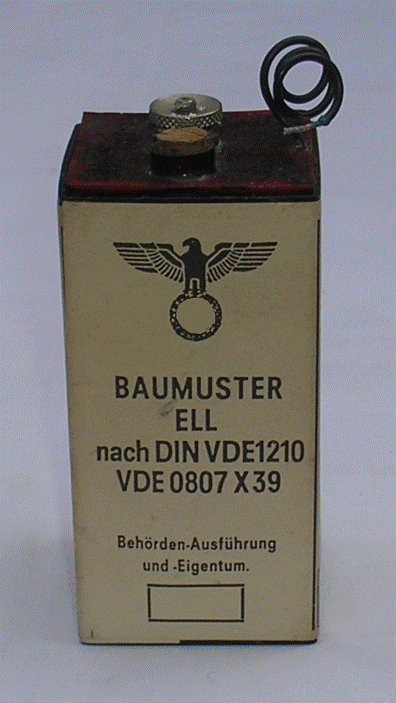 BAUMUSTER
ELL
nach DIN VDE1210
VDE 0807 X39
Behörden-Ausführung
und -Eigentum.